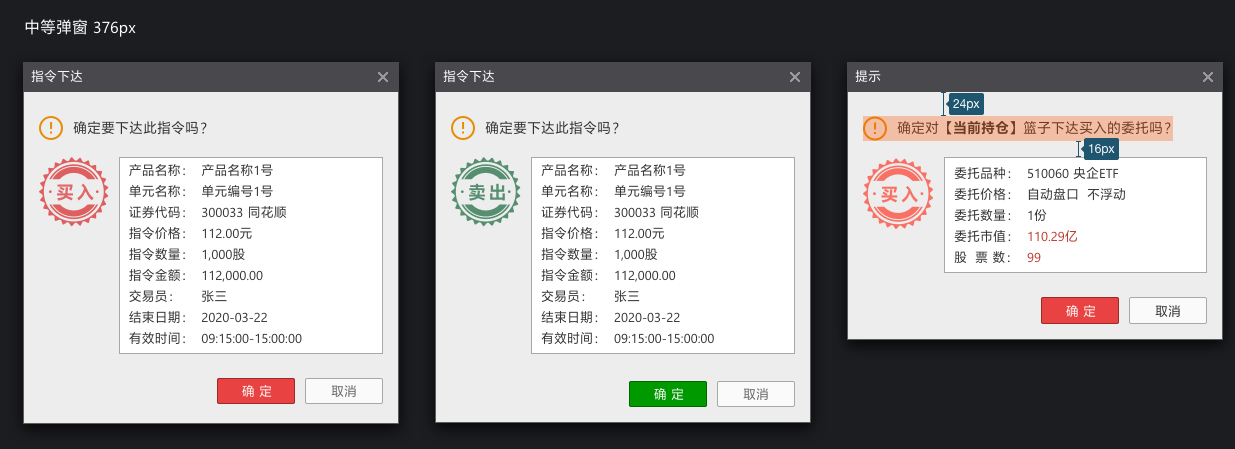 中等弹窗 376px
指令下达
确定要下达此指令吗?
买入
产品名称： 产品名称1号
单元名称： 单元编号1号
证券代码： 300033 同花顺
指令价格： 112.00元
指令数量： 1,000股
指令金额： 112,000.00
交易员： 张三
结束日期： 2020-03-22
有效时间： 09:15:00-15:00:00
确 定 取消
指令下达
确定要下达此指令吗?
卖出
产品名称： 产品名称1号
单元名称： 单元编号1号
证券代码： 300033 同花顺
指令价格： 112.00元
指令数量： 1,000股
指令金额： 112,000.00
交易员： 张三
结束日期： 2020-03-22
有效时间： 09:15:00-15:00:00
确 定 取消
提示
24px
确定对【当前持仓】篮子下达买入的委托吗?
16px
买入
委托品种： 510060 央企ETF
委托价格： 自动盘口 不浮动
委托数量： 1份
委托市值： 110.29亿
股 票 数： 99
确 定 取消